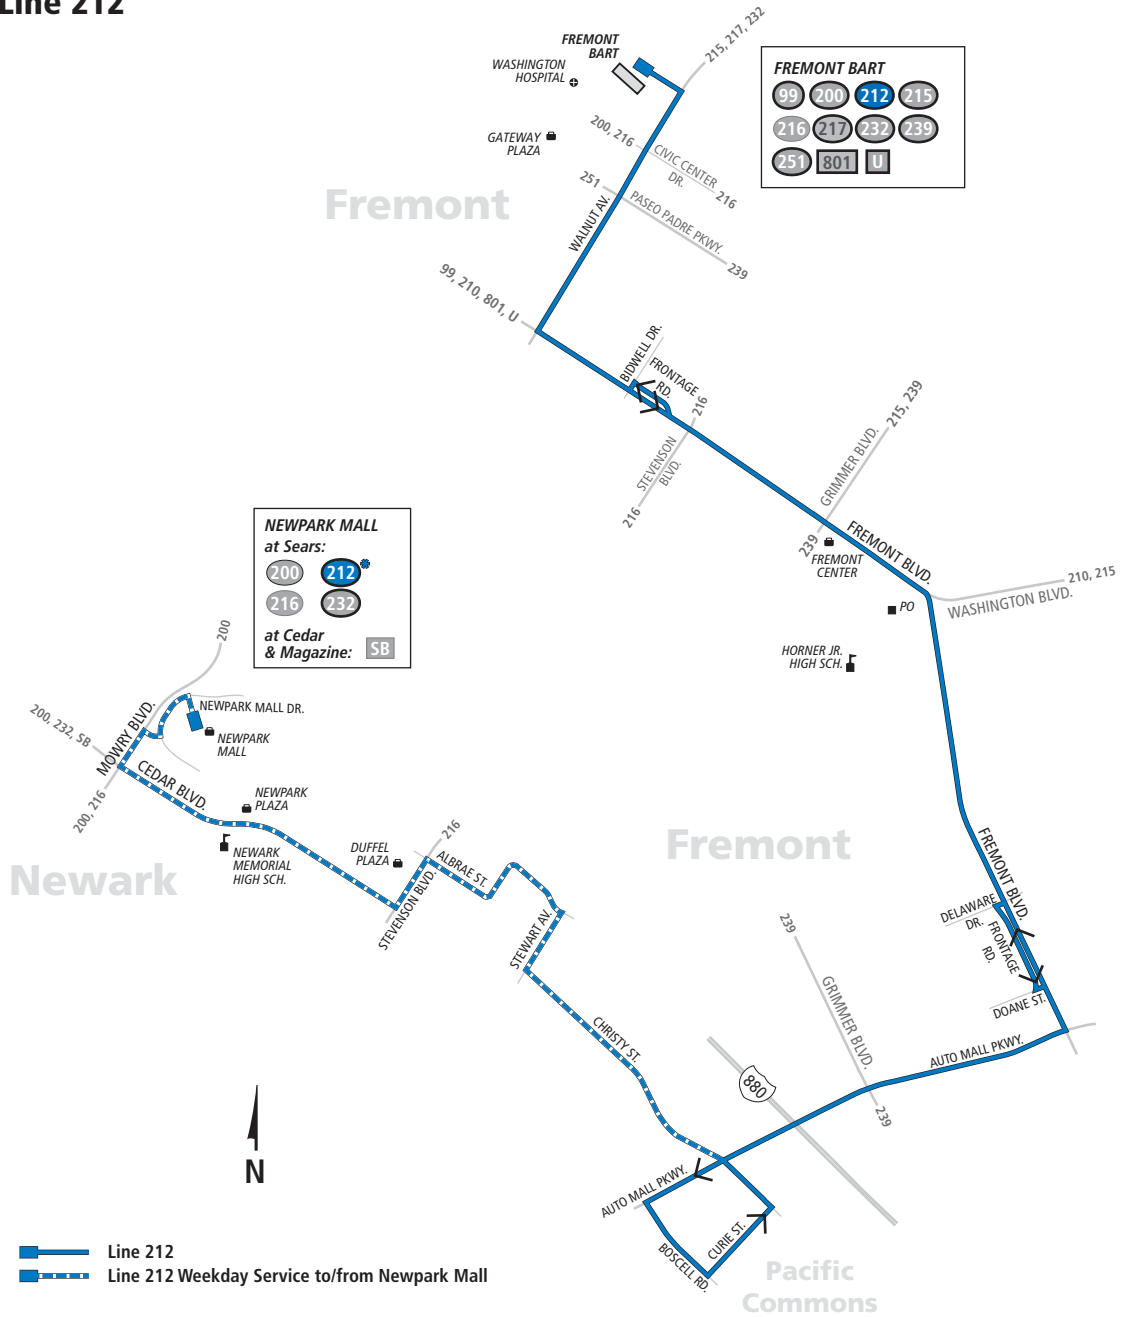 Line 212
FREMONT
BART
WASHINGTON
HOSPITAL
215, 217, 232
FREMONT BART
99 200 212 215
216 217 232 239
251 801 U
GATEWAY
PLAZA
200, 216
CIVIC CENTER
DR.
216
251
PASEO PADRE PKWY.
239
WALNUT AV.
Fremont
99, 210, 801, U
BIDWELL DR.
FRONTAGE
RD.
216
STEVENSON
BLVD.
216
GRIMMER BLVD.
215, 239
239
FREMONT
CENTER
FREMONT BLVD.
210, 215
WASHINGTON BLVD.
PO
HORNER JR.
HIGH SCH.
NEWPARK MALL
at Sears:
200 212
216 232
at Cedar
& Magazine: SB
200
NEWPARK MALL DR.
NEWPARK
MALL
MOWRY BLVD.
200, 232, SB
200, 216
CEDAR BLVD.
NEWPARK
PLAZA
NEWARK
MEMORIAL
HIGH SCH.
Newark
DUFFEL
PLAZA
216
ALBRAE ST.
STEVENSON BLVD.
STEWART AV.
CHRISTY ST.
Fremont
FREMONT BLVD.
DELAWARE
DR.
FRONTAGE
RD.
DOANE ST.
239
GRIMMER BLVD.
239
AUTO MALL PKWY.
880
AUTO MALL PKWY.
BOSCELL RD.
CURIE ST.
Pacific
Commons
N
Line 212
Line 212 Weekday Service to/from Newpark Mall